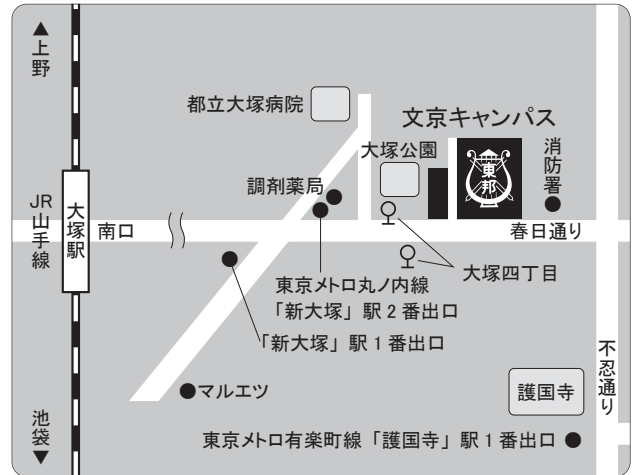 ▲上野
都立大塚病院
文京キャンパス
大塚公園
消防署
東邦
調剤薬局
JR山手線
大塚駅
南口
春日通り
東京メトロ丸ノ内線
「新大塚」駅2番出口
大塚四丁目
「新大塚」駅1番出口
不忍通り
マルエツ
護国寺
池袋▼
東京メトロ有楽町線「護国寺」駅1番出口